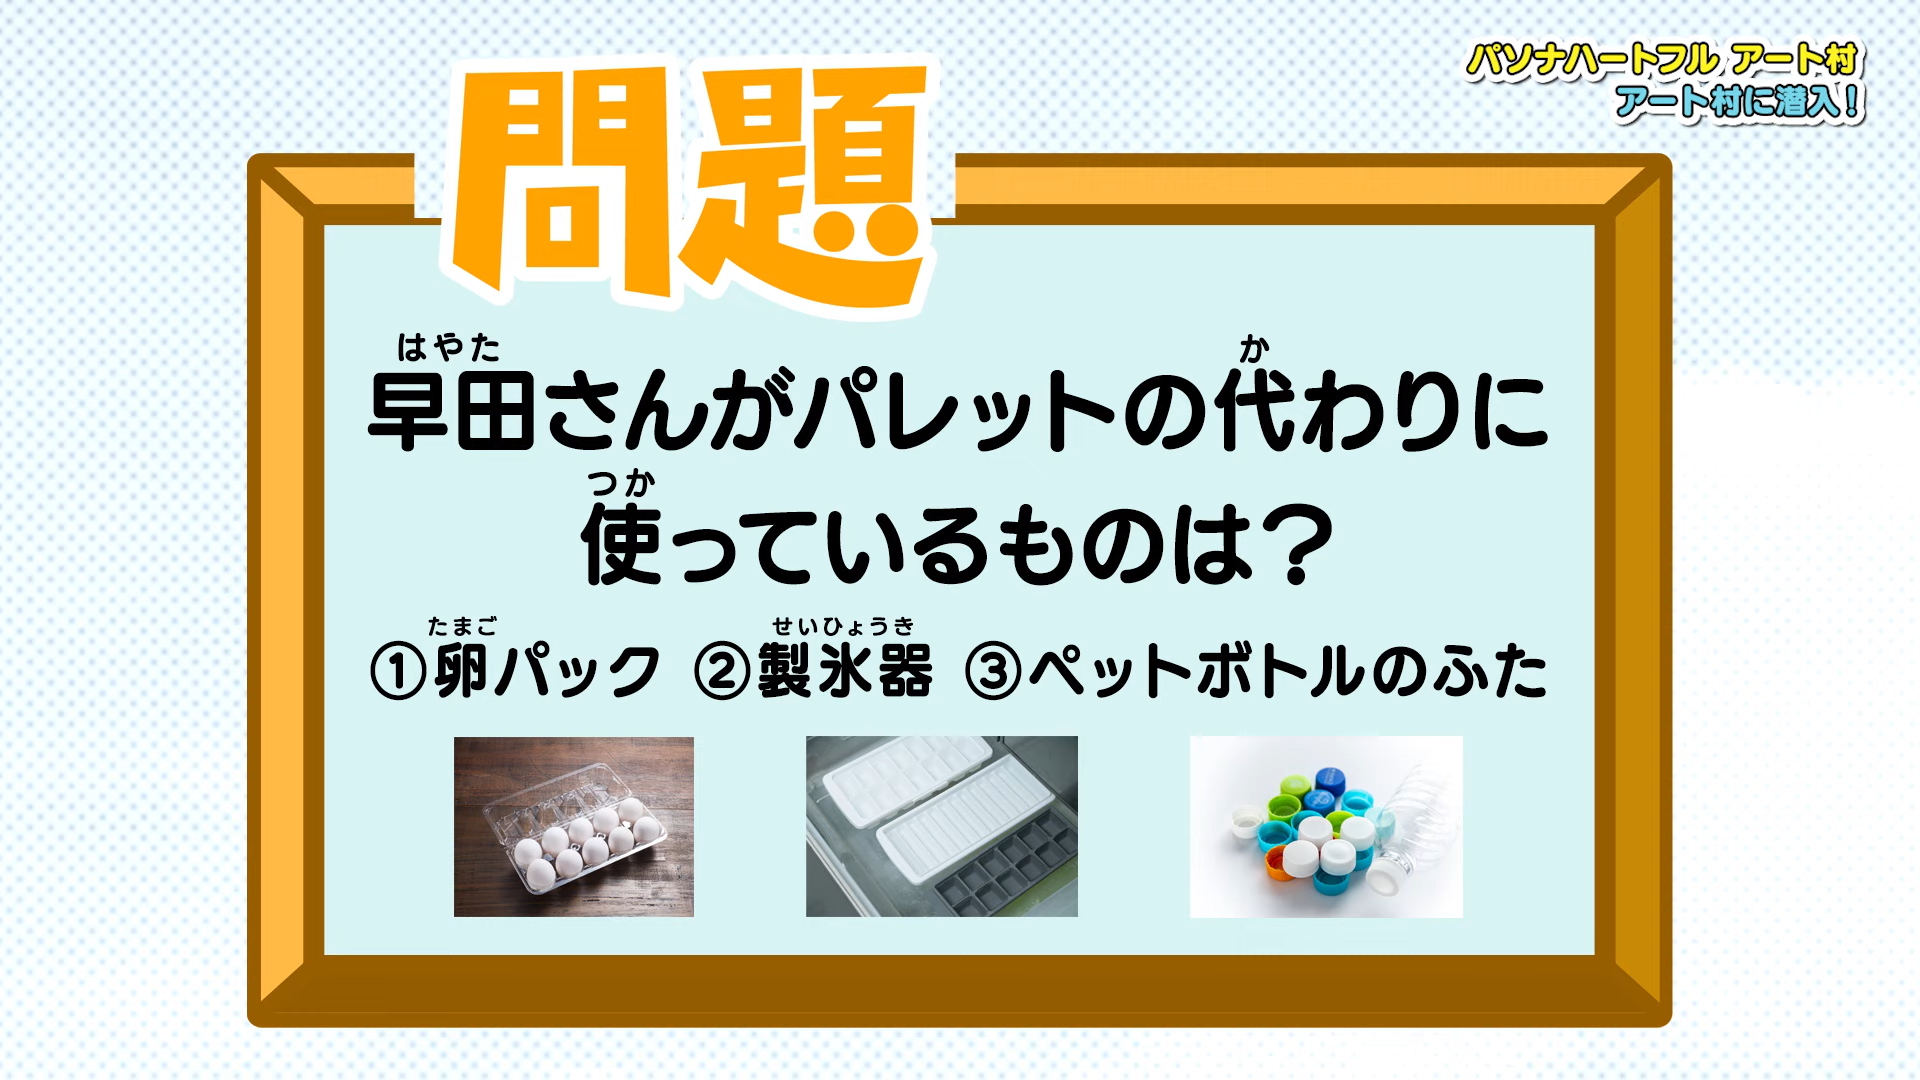 パソナハートフル アート村
アート村に潜入！
問題
はやた か
早田さんがパレットの代わりに
つか
使っているものは？
たまご せいひょうき
①卵パック ②製氷器 ③ペットボトルのふた